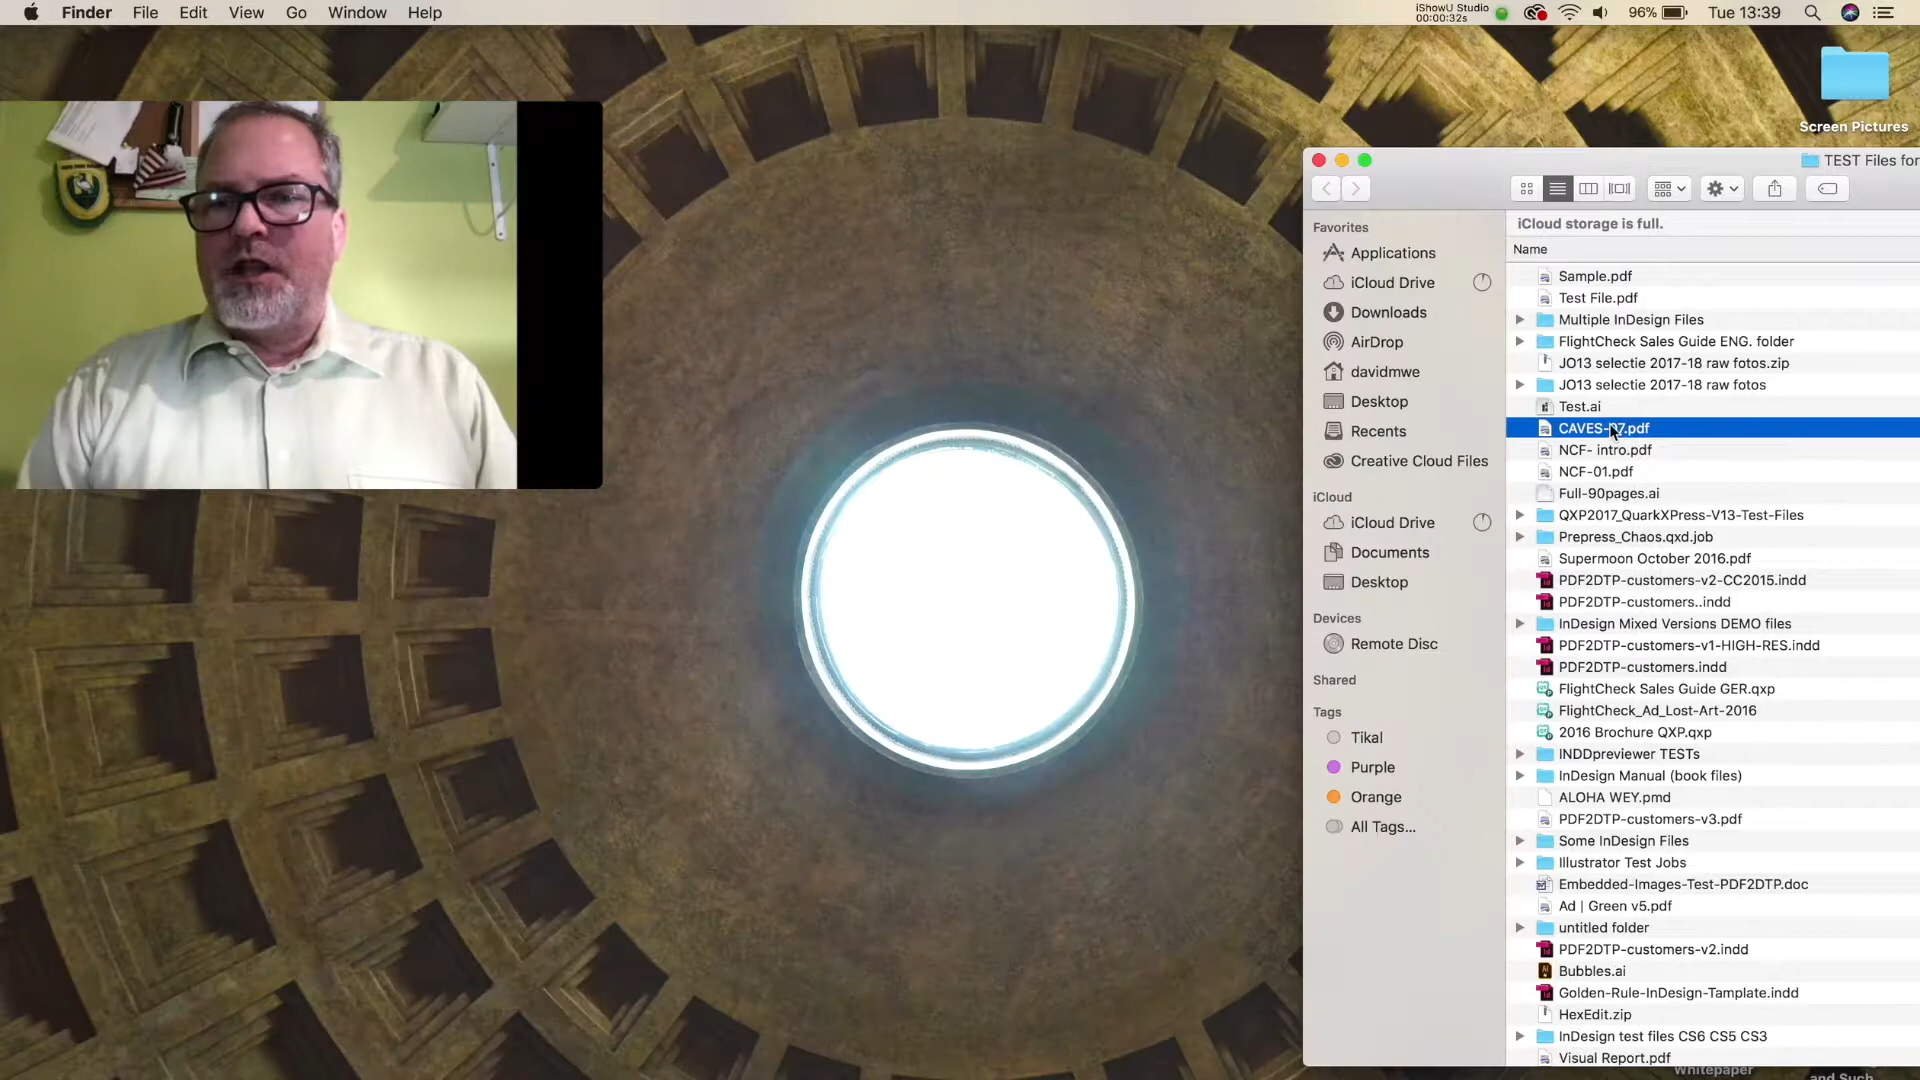 Finder File Edit View Go Window Help
iShowU Studio
00:00:32s
96% Tue 13:39
Screen Pictures
TEST Files for
iCloud storage is full.
Name
Favorites
Applications
iCloud Drive
Downloads
AirDrop
davidmwe
Desktop
Recents
Creative Cloud Files
iCloud
iCloud Drive
Documents
Desktop
Devices
Remote Disc
Shared
Tags
Tikal
Purple
Orange
All Tags...
Sample.pdf
Test File.pdf
Multiple InDesign Files
FlightCheck Sales Guide ENG. folder
JO13 selectie 2017-18 raw fotos.zip
JO13 selectie 2017-18 raw fotos
Test.ai
CAVES-07.pdf
NCF- intro.pdf
NCF-01.pdf
Full-90pages.ai
QXP2017_QuarkXPress-V13-Test-Files
Prepress_Chaos.qxd.job
Supermoon October 2016.pdf
PDF2DTP-customers-v2-CC2015.indd
PDF2DTP-customers..indd
InDesign Mixed Versions DEMO files
PDF2DTP-customers-v1-HIGH-RES.indd
PDF2DTP-customers.indd
FlightCheck Sales Guide GER.qxp
FlightCheck_Ad_Lost-Art-2016
2016 Brochure QXP.qxp
INDDpreviewer TESTs
InDesign Manual (book files)
ALOHA WEY.pmd
PDF2DTP-customers-v3.pdf
Some InDesign Files
Illustrator Test Jobs
Embedded-Images-Test-PDF2DTP.doc
Ad | Green v5.pdf
untitled folder
PDF2DTP-customers-v2.indd
Bubbles.ai
Golden-Rule-InDesign-Tamplate.indd
HexEdit.zip
InDesign test files CS6 CS5 CS3
Visual Report.pdf
Whitepaper
and Such